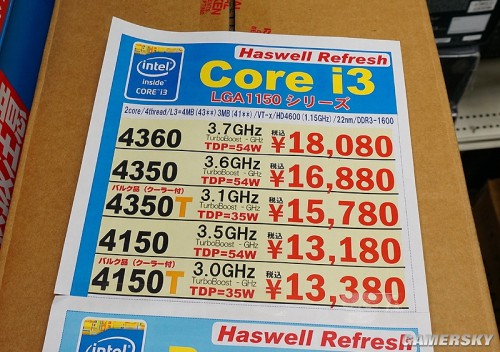 Haswell Refresh
intel inside
CORE i3
Core i3
LGA1150 シリーズ
2core/4thread/L3=4MB(43**)3MB(41**)/VT-x/HD4600(1.15GHz)/22nm/DDR3-1600
4360 3.7GHz 税込 ¥18,080
TurboBoost - GHz
TDP=54W
4350 3.6GHz 税込 ¥16,880
TurboBoost - GHz
TDP=54W
バルク品(クーラー付)
4350T 3.1GHz 税込 ¥15,780
TurboBoost - GHz
TDP=35W
4150 3.5GHz 税込 ¥13,180
TurboBoost - GHz
TDP=54W
バルク品(クーラー付)
4150T 3.0GHz 税込 ¥13,380
TurboBoost - GHz
TDP=35W
Haswell Refresh
intel
GAMERSKY